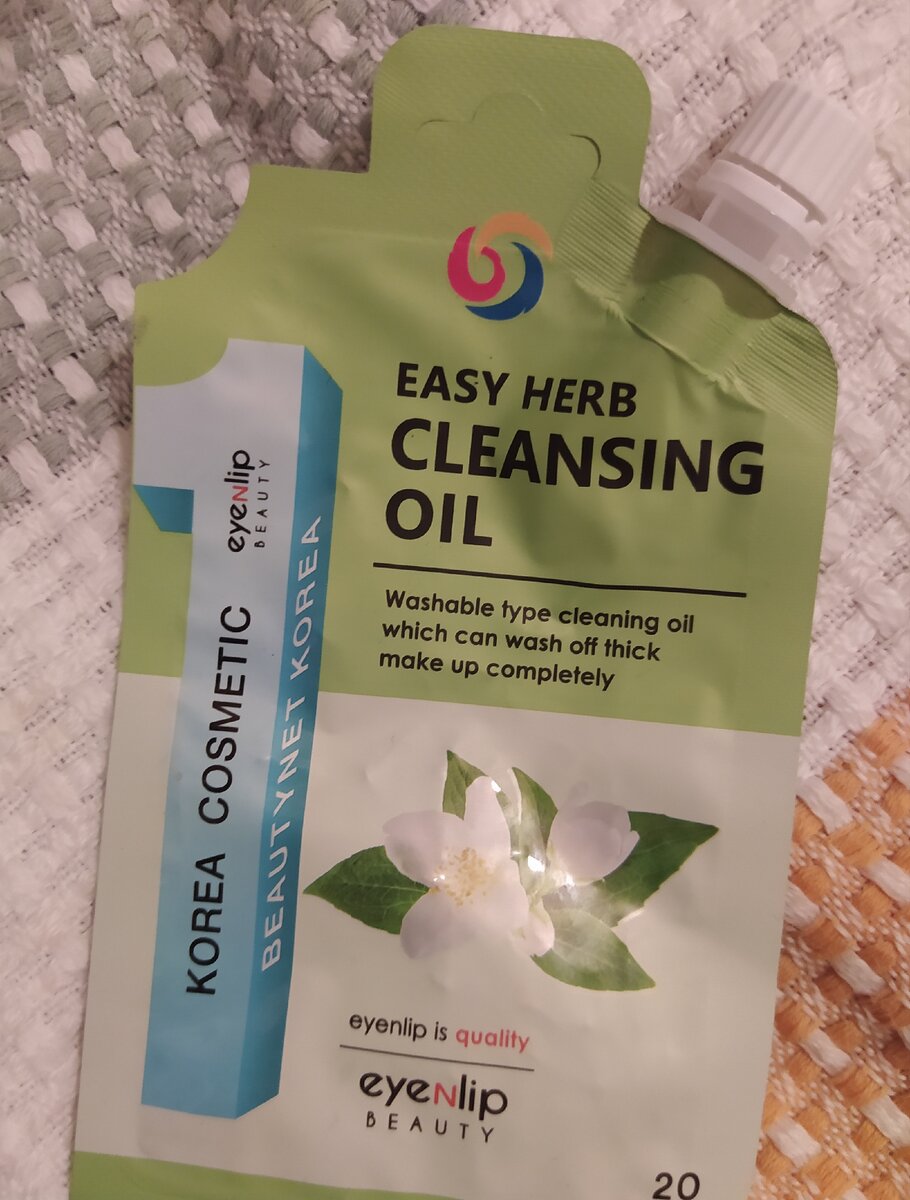 EASY HERB
CLEANSING
OIL
Washable type cleaning oil
which can wash off thick
make up completely
1
eyeNlip
BEAUTY
KOREA COSMETIC
BEAUTYNET KOREA
eyenlip is quality
eyeNlip
BEAUTY
20